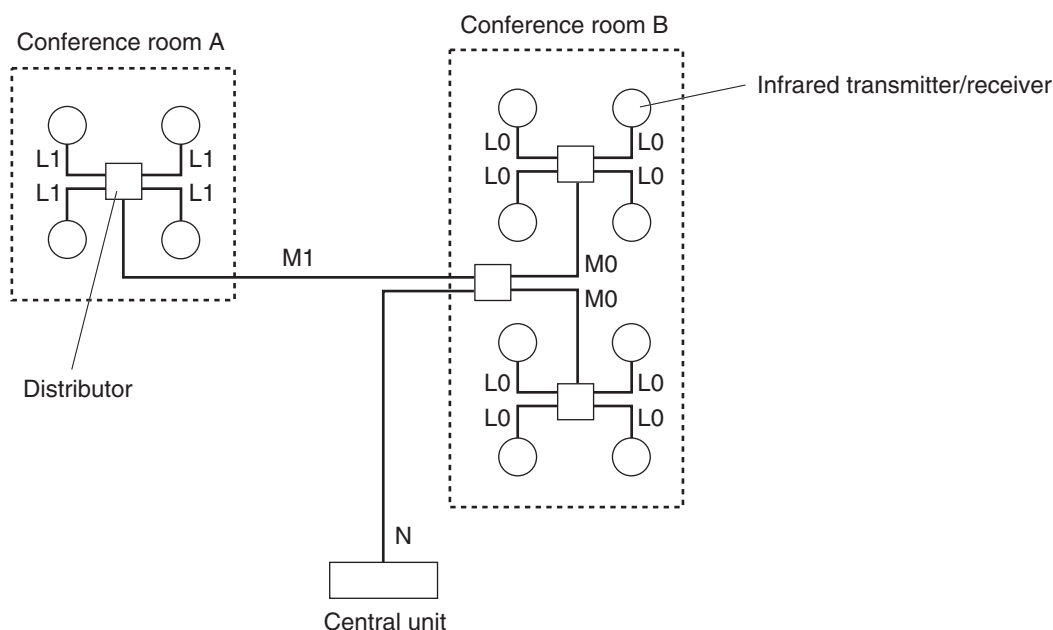 Conference room B
Conference room A
Infrared transmitter/receiver
L0 L0
L1 L1
L0 L0
L1 L1
M1
M0
M0
Distributor
L0 L0
L0 L0
N
Central unit